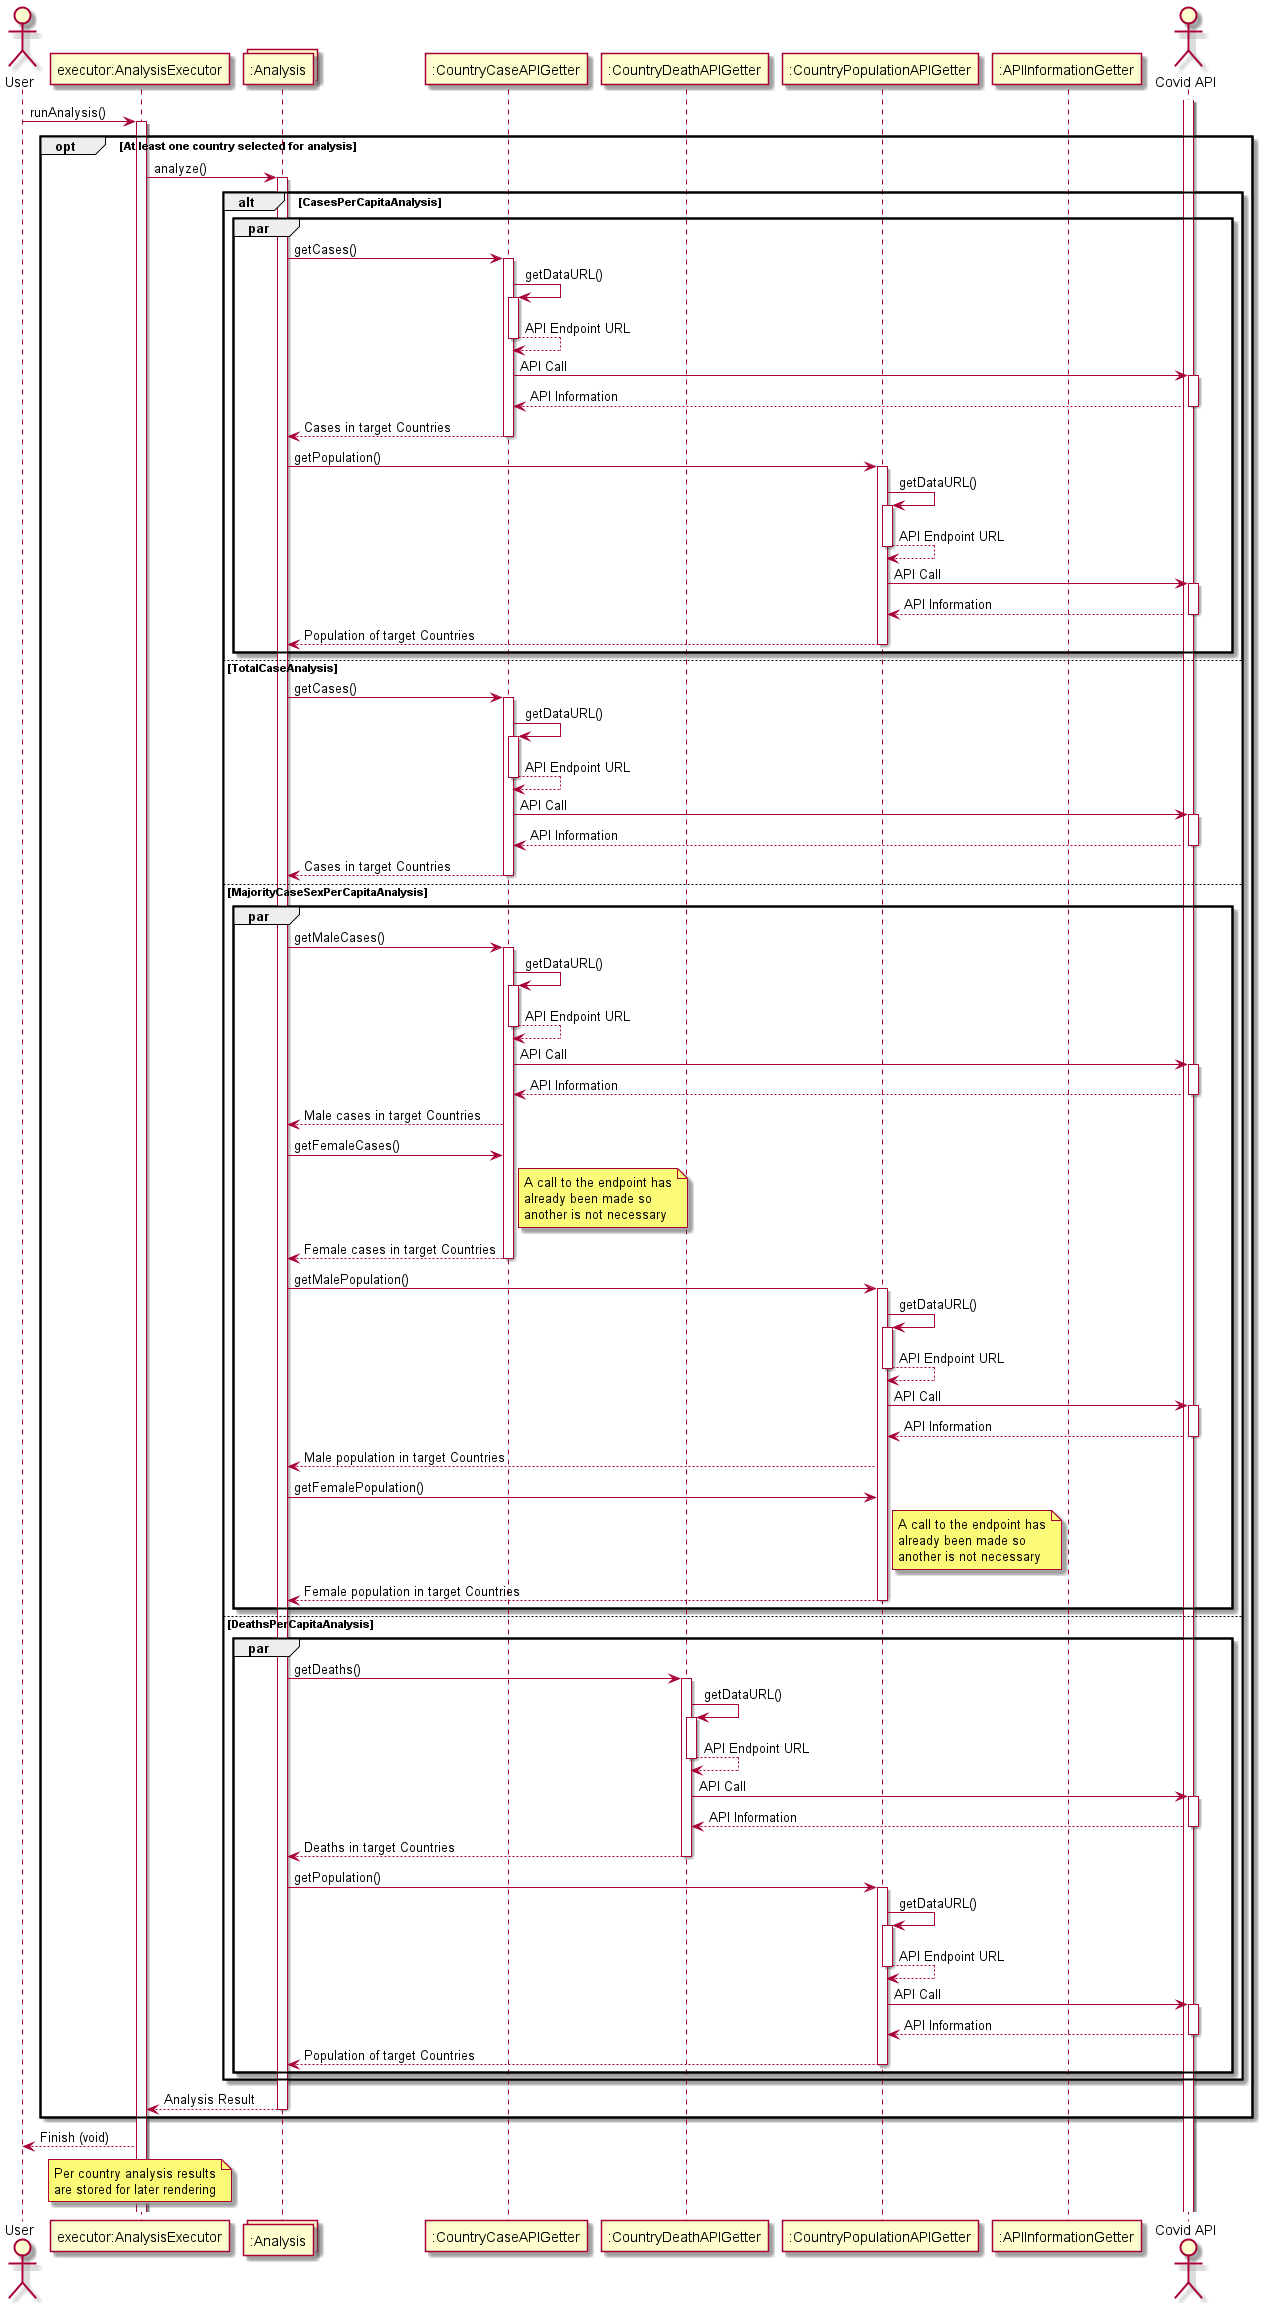 User
executor:AnalysisExecutor
:Analysis
:CountryCaseAPIGetter
:CountryDeathAPIGetter
:CountryPopulationAPIGetter
:APIInformationGetter
Covid API
runAnalysis()
opt
[At least one country selected for analysis]
analyze()
alt
[CasesPerCapitaAnalysis]
par
getCases()
getDataURL()
API Endpoint URL
API Call
API Information
Cases in target Countries
getPopulation()
getDataURL()
API Endpoint URL
API Call
API Information
Population of target Countries
[TotalCaseAnalysis]
getCases()
getDataURL()
API Endpoint URL
API Call
API Information
Cases in target Countries
[MajorityCaseSexPerCapitaAnalysis]
par
getMaleCases()
getDataURL()
API Endpoint URL
API Call
API Information
Male cases in target Countries
getFemaleCases()
A call to the endpoint has
already been made so
another is not necessary
Female cases in target Countries
getMalePopulation()
getDataURL()
API Endpoint URL
API Call
API Information
Male population in target Countries
getFemalePopulation()
A call to the endpoint has
already been made so
another is not necessary
Female population in target Countries
[DeathsPerCapitaAnalysis]
par
getDeaths()
getDataURL()
API Endpoint URL
API Call
API Information
Deaths in target Countries
getPopulation()
getDataURL()
API Endpoint URL
API Call
API Information
Population of target Countries
Analysis Result
Finish (void)
Per country analysis results
are stored for later rendering
User
executor:AnalysisExecutor
:Analysis
:CountryCaseAPIGetter
:CountryDeathAPIGetter
:CountryPopulationAPIGetter
:APIInformationGetter
Covid API